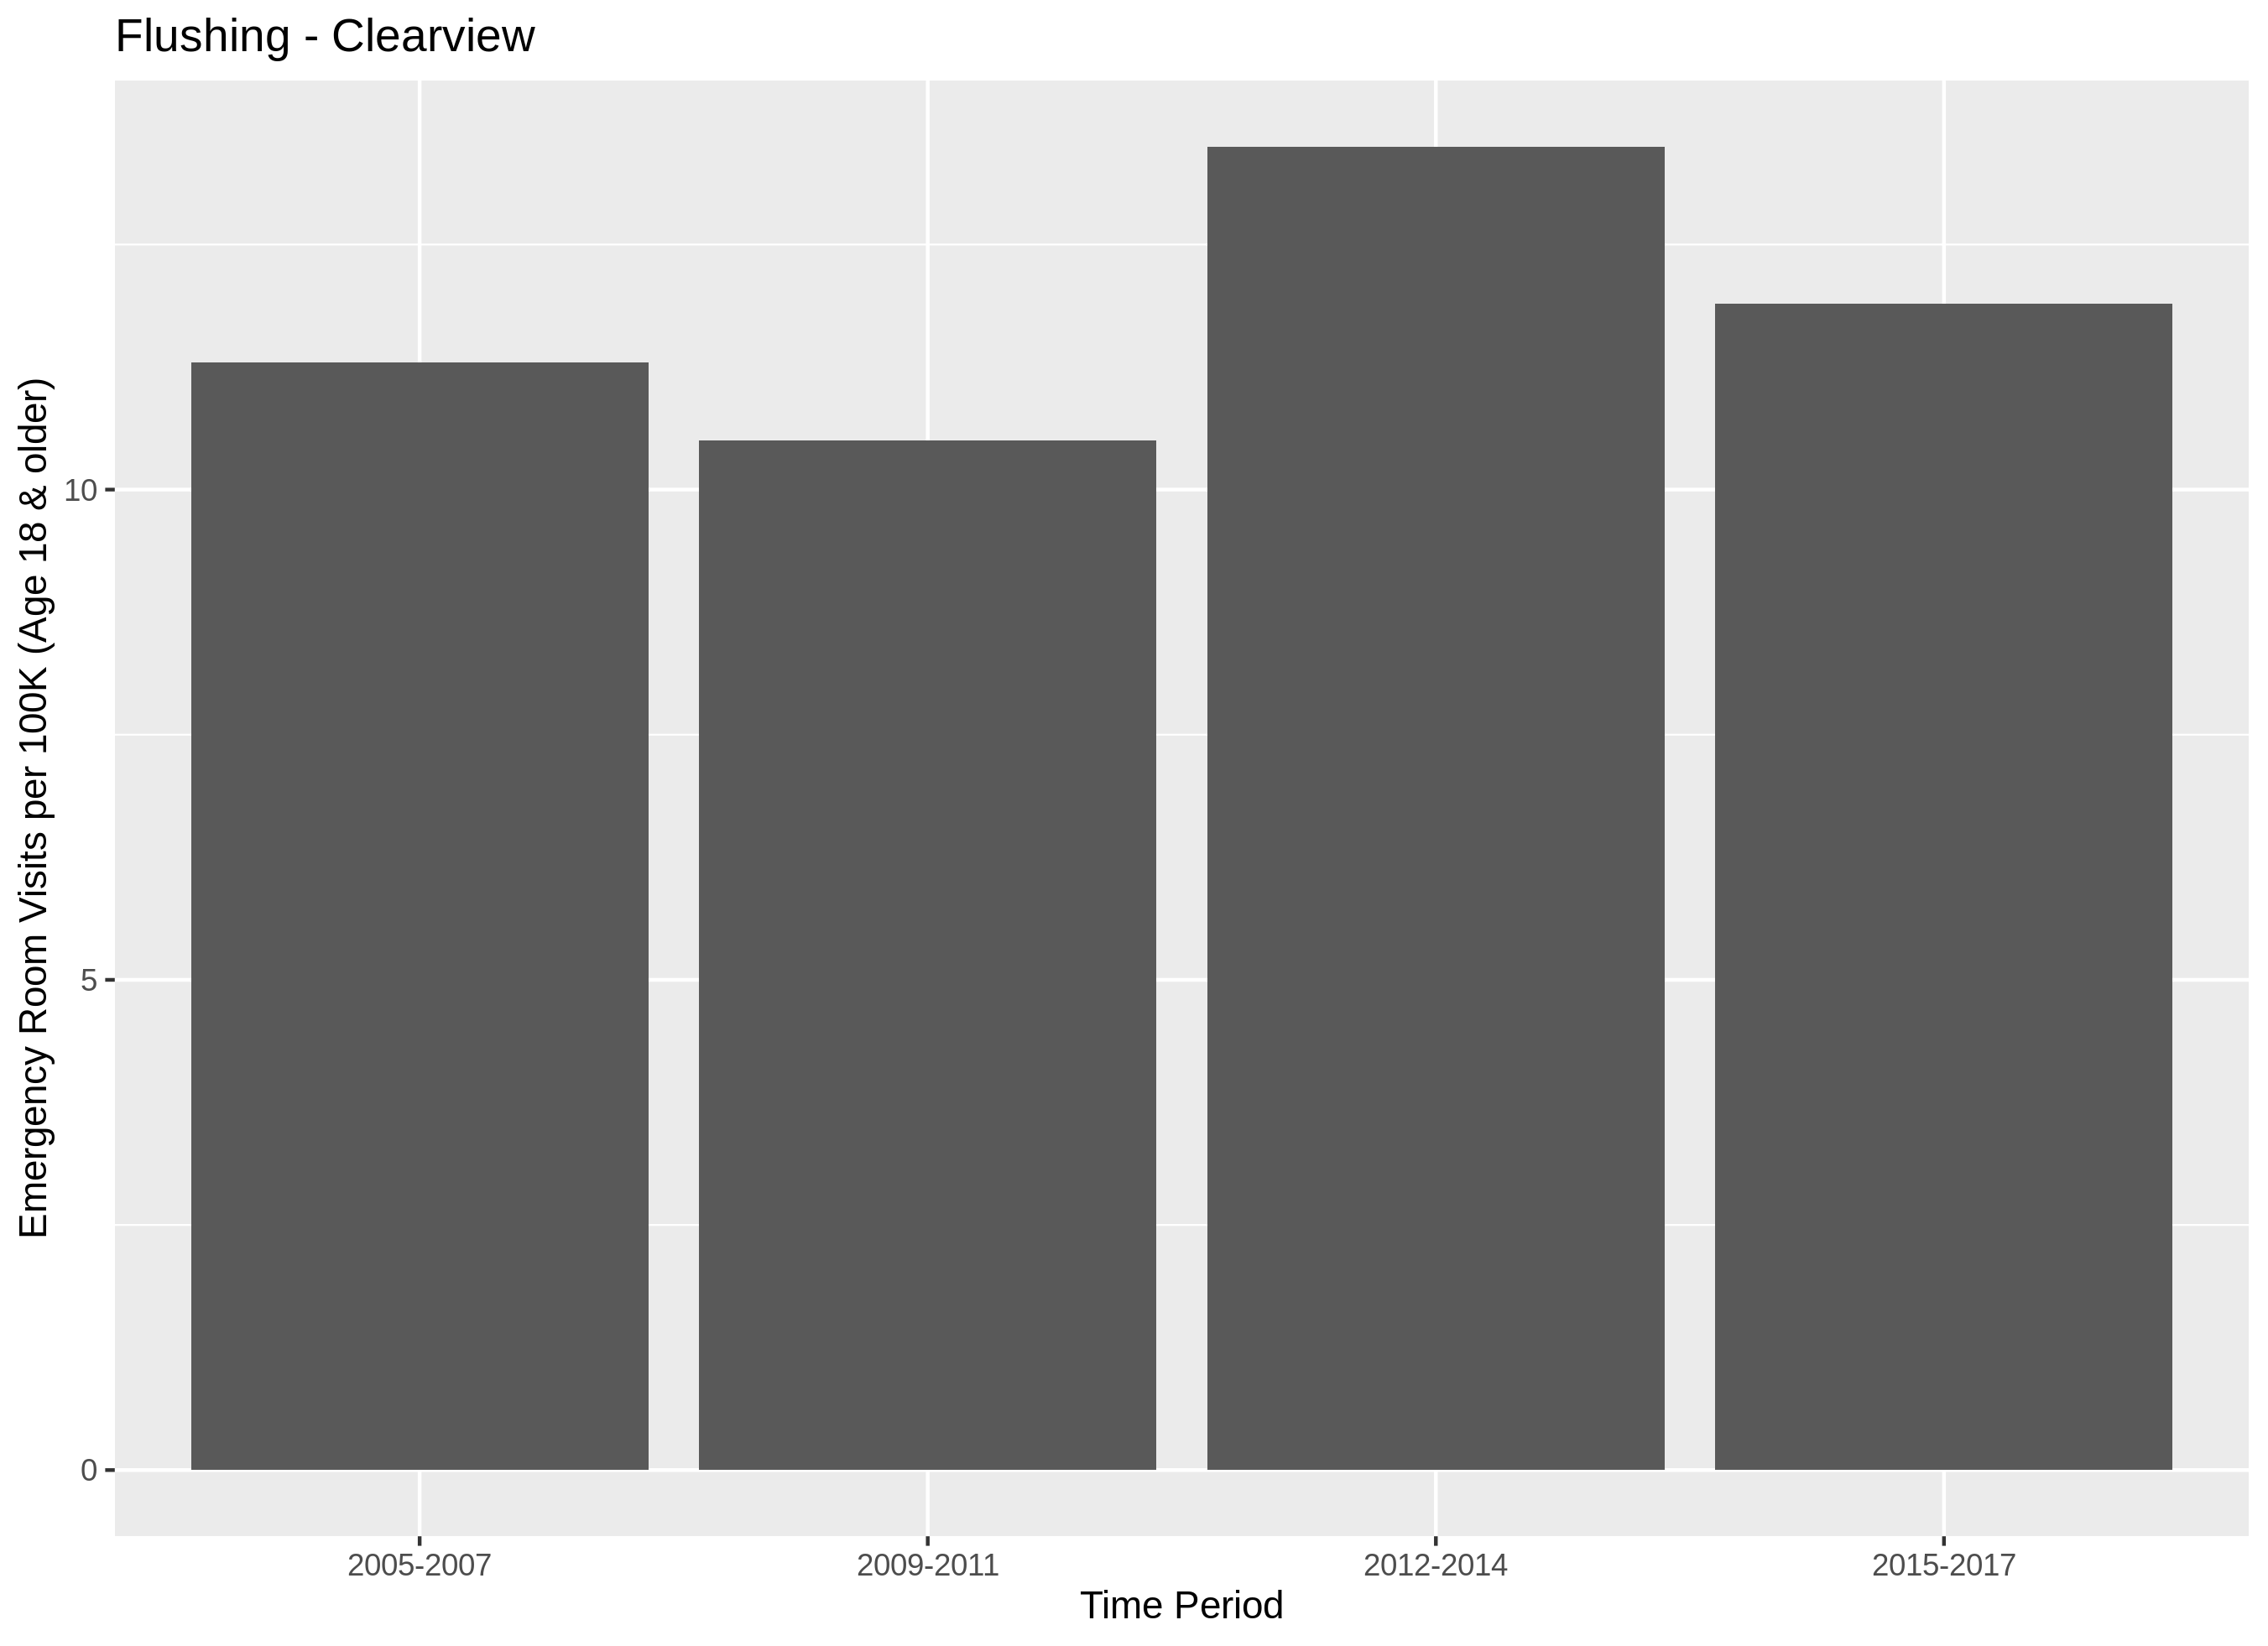 Flushing - Clearview
Emergency Room Visits per 100K (Age 18 & older)
10
5
0
2005-2007
2009-2011
2012-2014
2015-2017
Time Period